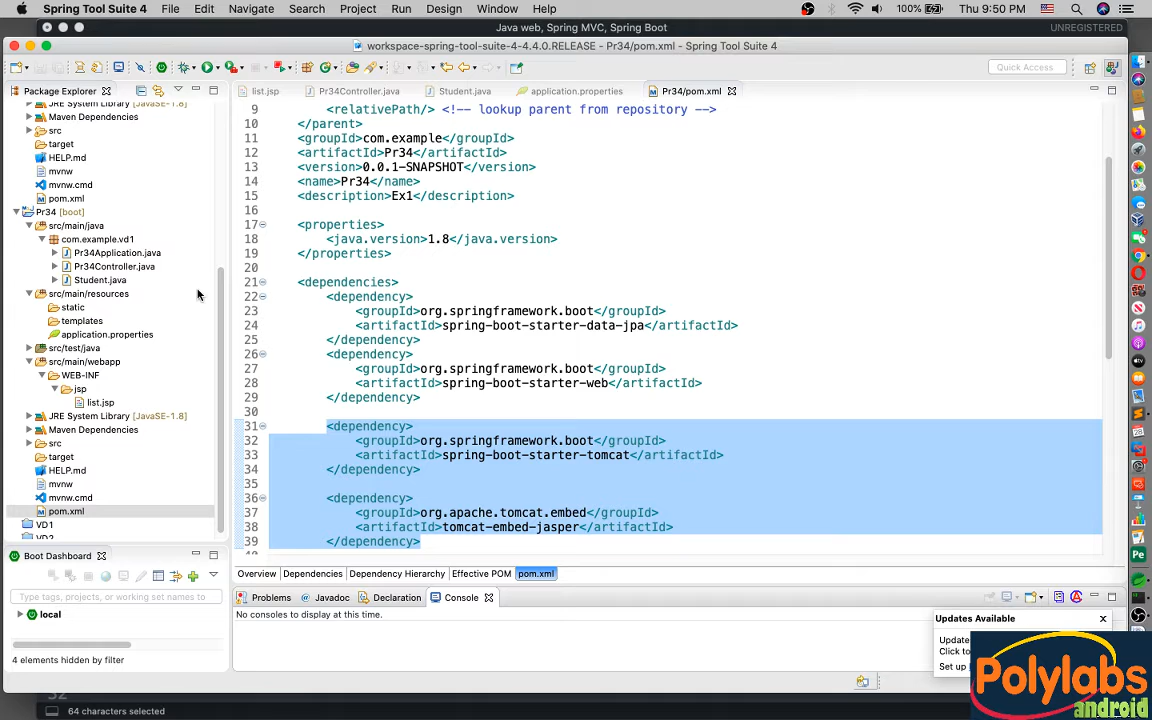 Spring Tool Suite 4 File Edit Navigate Search Project Run Design Window Help 100% Thu 9:50 PM
Java web, Spring MVC, Spring Boot UNREGISTERED
workspace-spring-tool-suite-4-4.4.0.RELEASE - Pr34/pom.xml - Spring Tool Suite 4
Quick Access
Package Explorer
JRE System Library [JavaSE-1.8]
Maven Dependencies
src
target
HELP.md
mvnw
mvnw.cmd
pom.xml
Pr34 [boot]
src/main/java
com.example.vd1
Pr34Application.java
Pr34Controller.java
Student.java
src/main/resources
static
templates
application.properties
src/test/java
src/main/webapp
WEB-INF
jsp
list.jsp
JRE System Library [JavaSE-1.8]
Maven Dependencies
src
target
HELP.md
mvnw
mvnw.cmd
pom.xml
VD1
VD2
list.jsp Pr34Controller.java Student.java application.properties Pr34/pom.xml
9 <relativePath/> <!-- lookup parent from repository -->
10 </parent>
11 <groupId>com.example</groupId>
12 <artifactId>Pr34</artifactId>
13 <version>0.0.1-SNAPSHOT</version>
14 <name>Pr34</name>
15 <description>Ex1</description>
16
17 <properties>
18 <java.version>1.8</java.version>
19 </properties>
20
21 <dependencies>
22 <dependency>
23 <groupId>org.springframework.boot</groupId>
24 <artifactId>spring-boot-starter-data-jpa</artifactId>
25 </dependency>
26 <dependency>
27 <groupId>org.springframework.boot</groupId>
28 <artifactId>spring-boot-starter-web</artifactId>
29 </dependency>
30
31 <dependency>
32 <groupId>org.springframework.boot</groupId>
33 <artifactId>spring-boot-starter-tomcat</artifactId>
34 </dependency>
35
36 <dependency>
37 <groupId>org.apache.tomcat.embed</groupId>
38 <artifactId>tomcat-embed-jasper</artifactId>
39 </dependency>
Overview Dependencies Dependency Hierarchy Effective POM pom.xml
Boot Dashboard
Type tags, projects, or working set names to
local
4 elements hidden by filter
Problems Javadoc Declaration Console
No consoles to display at this time.
Updates Available
Update
Click to
Set up
Polylabs
android
64 characters selected